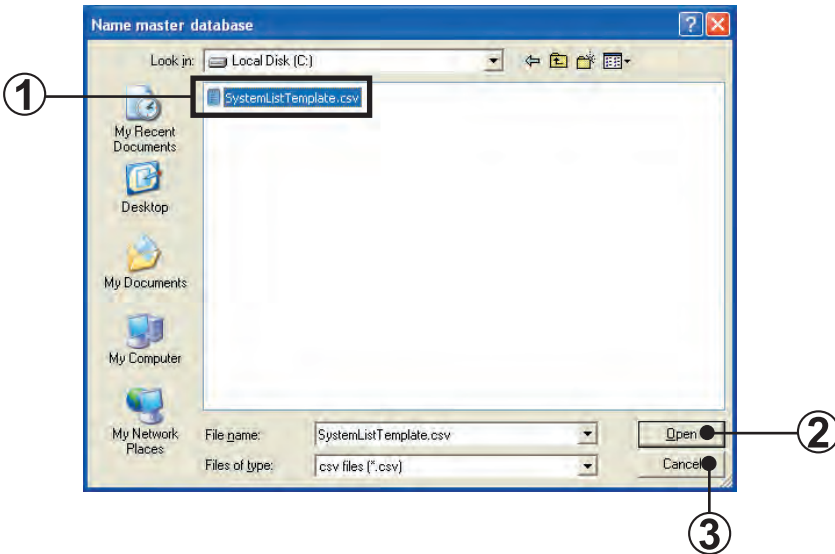 Name master database
Look in: Local Disk (C:)
1
SystemListTemplate.csv
My Recent
Documents
Desktop
My Documents
My Computer
My Network
Places
File name: SystemListTemplate.csv Open
2
Files of type: csv files (*.csv) Cancel
3